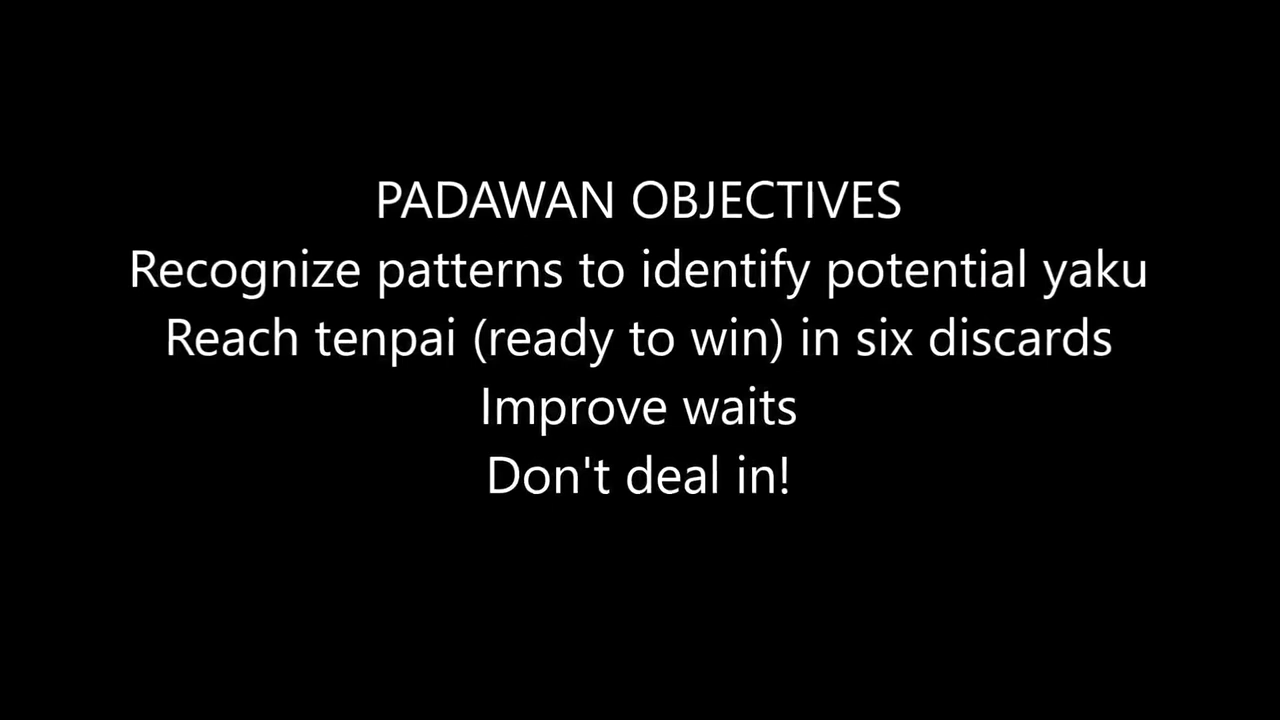 PADAWAN OBJECTIVES
Recognize patterns to identify potential yaku
Reach tenpai (ready to win) in six discards
Improve waits
Don't deal in!